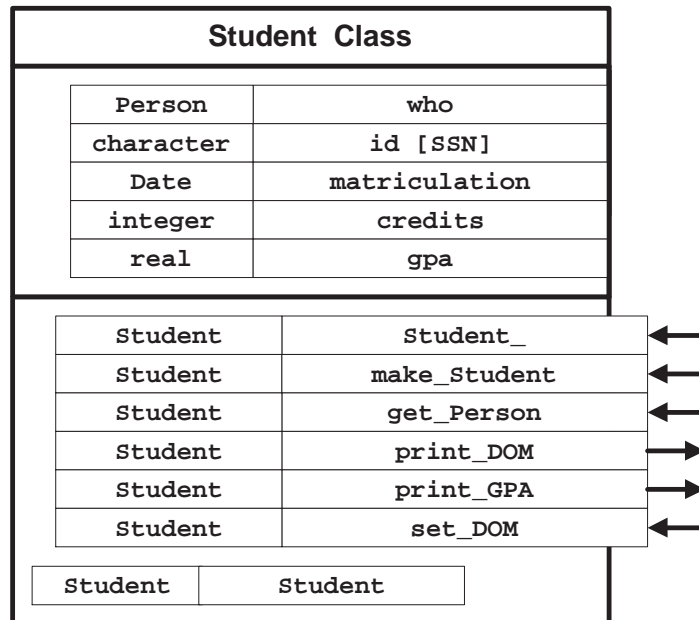 Student Class
Person who
character id [SSN]
Date matriculation
integer credits
real gpa
Student Student_
Student make_Student
Student get_Person
Student print_DOM
Student print_GPA
Student set_DOM
Student Student